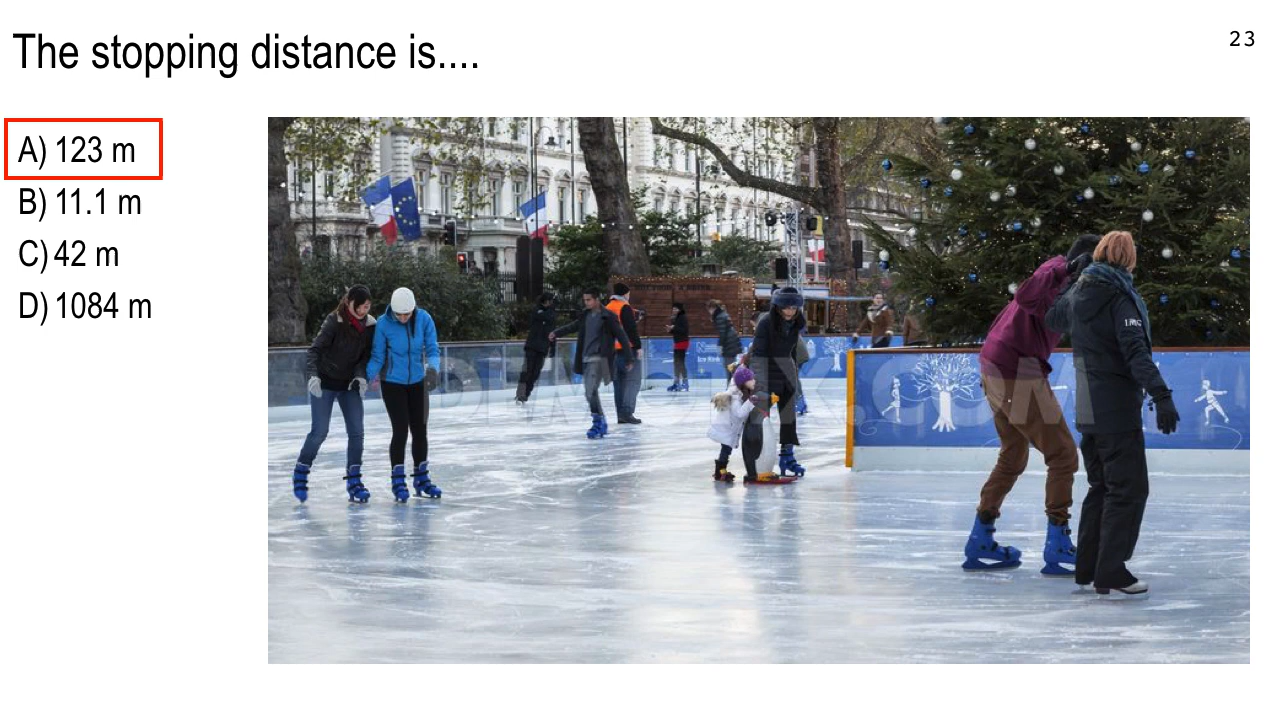 The stopping distance is....
23
A) 123 m
B) 11.1 m
C) 42 m
D) 1084 m